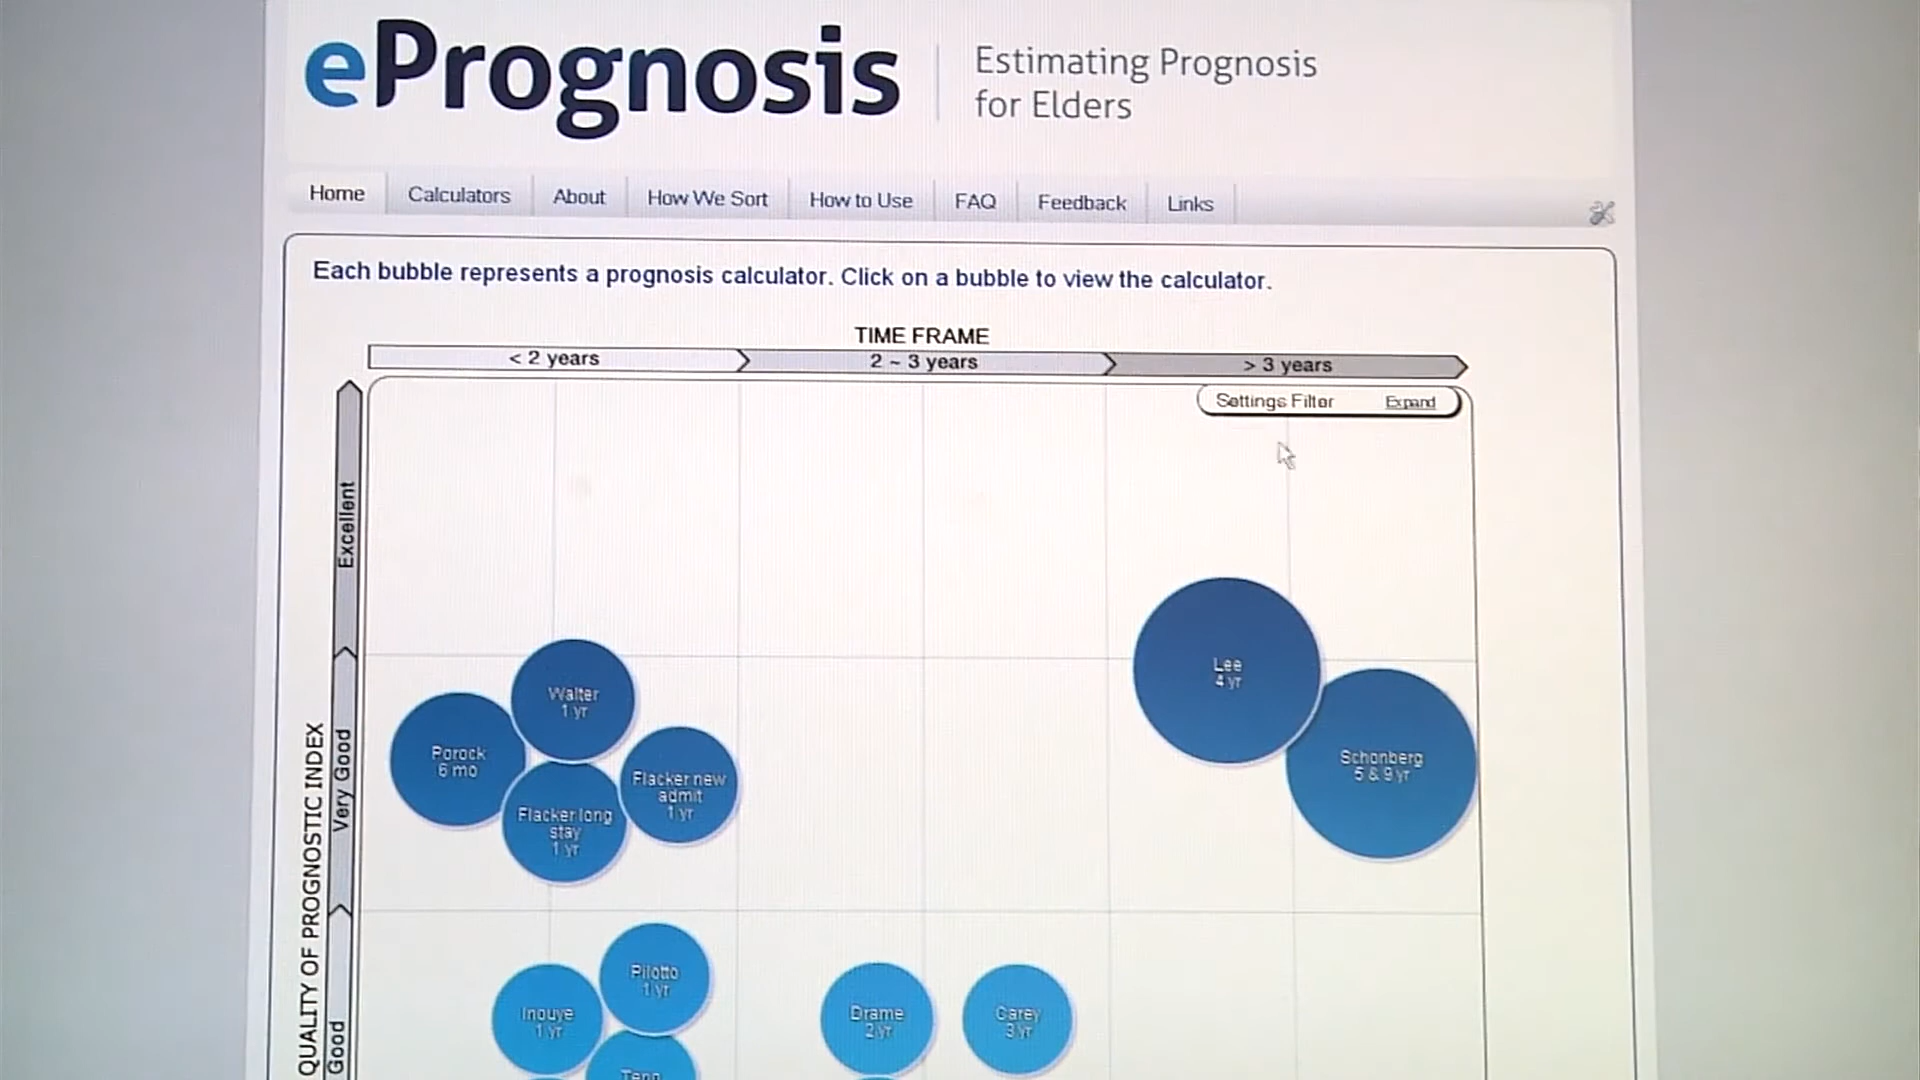 ePrognosis
Estimating Prognosis
for Elders
Home
Calculators
About
How We Sort
How to Use
FAQ
Feedback
Links
Each bubble represents a prognosis calculator. Click on a bubble to view the calculator.
TIME FRAME
< 2 years
2 ~ 3 years
> 3 years
Settings Filter
Expand
QUALITY OF PROGNOSTIC INDEX
Excellent
Very Good
Good
Lee
4 yr
Walter
1 yr
Porock
6 mo
Flacker new
admit
1 yr
Schonberg
5 & 9 yr
Flacker long
stay
1 yr
Pilotto
1 yr
Inouye
1 yr
Drame
2 yr
Carey
3 yr